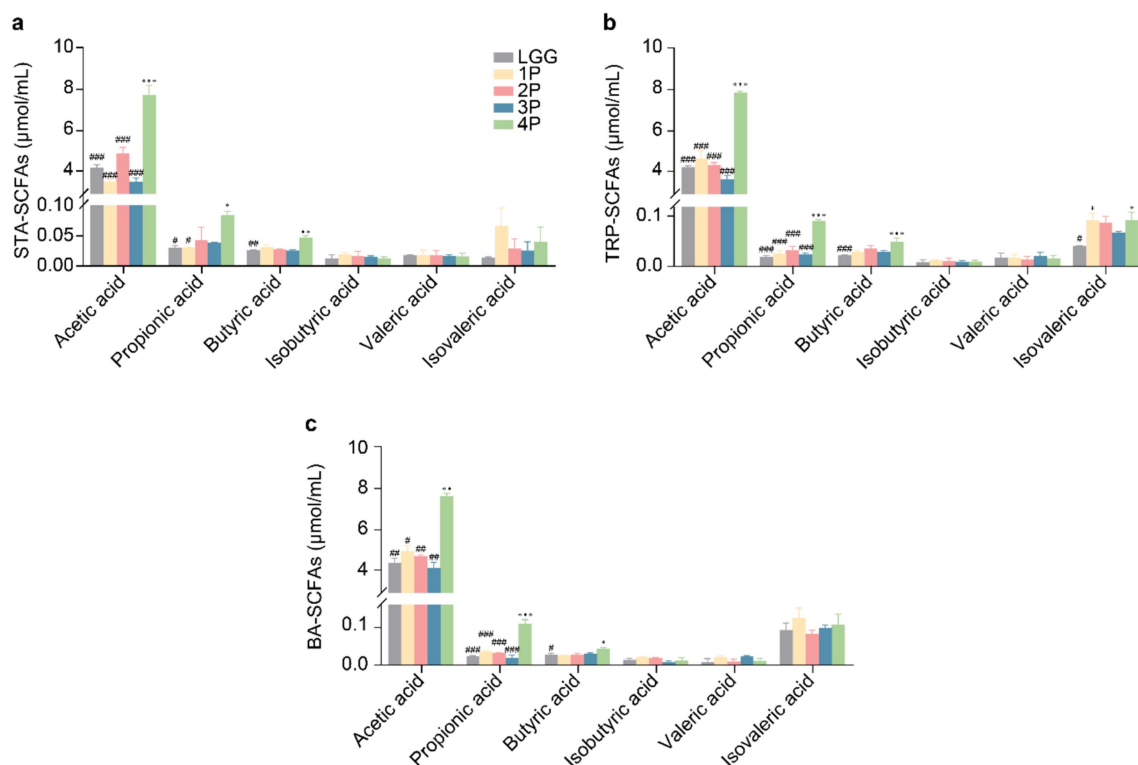 a
STA-SCFAs (μmol/mL)
10
8
6
4
0.10
0.05
0.00
### ### ### ### ***
# # *
## **
Acetic acid
Propionic acid
Butyric acid
Isobutyric acid
Valeric acid
Isovaleric acid
LGG
1P
2P
3P
4P
b
TRP-SCFAs (μmol/mL)
10
8
6
4
0.1
0.0
### ### ### ### ***
### ### ### ### ***
### ***
# * *
Acetic acid
Propionic acid
Butyric acid
Isobutyric acid
Valeric acid
Isovaleric acid
c
BA-SCFAs (μmol/mL)
10
8
6
4
0.1
0.0
## # ## ## **
### ### ### ### ***
# *
Acetic acid
Propionic acid
Butyric acid
Isobutyric acid
Valeric acid
Isovaleric acid